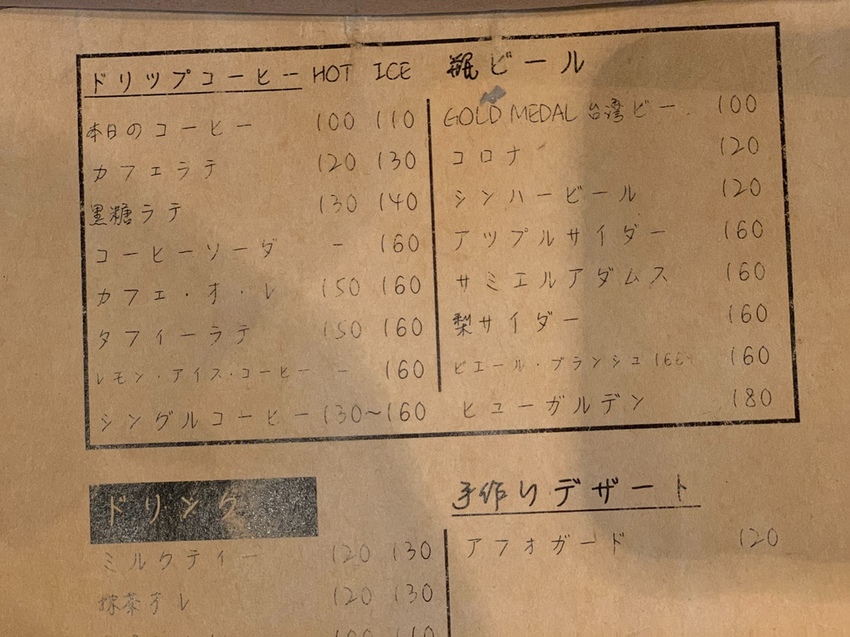 ドリップコーヒー HOT ICE
本日のコーヒー 100 110
カフェラテ 120 130
黒糖ラテ 130 140
コーヒーソーダ - 160
カフェ・オ・レ 150 160
タフィーラテ 150 160
レモン・アイス・コーヒー - 160
シングルコーヒー 130~160
瓶ビール
GOLD MEDAL 台湾ビー 100
コロナ 120
シンハービール 120
アップルサイダー 160
サミエルアダムス 160
梨サイダー 160
ピエール・ブランシュ 166 160
ヒューガルデン 180
ドリンク
ミルクティー 120 130
抹茶オレ 120 130
100 110
手作りデザート
アフォガード 120